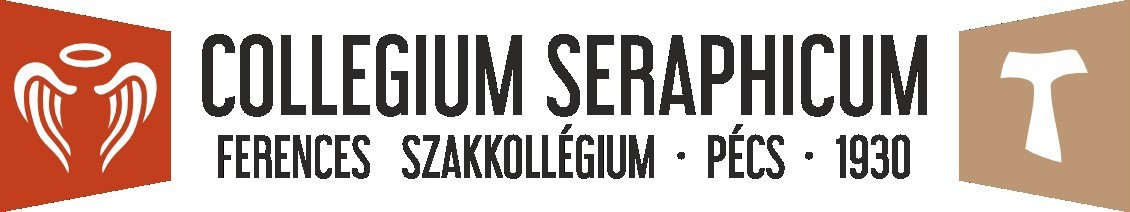 COLLEGIUM SERAPHICUM
FERENCES SZAKKOLLÉGIUM · PÉCS · 1930